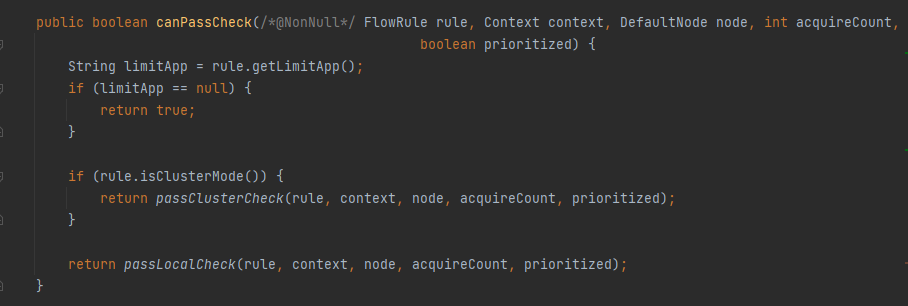 public boolean canPassCheck(/*@NonNull*/ FlowRule rule, Context context, DefaultNode node, int acquireCount,
                                                boolean prioritized) {
    String limitApp = rule.getLimitApp();
    if (limitApp == null) {
        return true;
    }

    if (rule.isClusterMode()) {
        return passClusterCheck(rule, context, node, acquireCount, prioritized);
    }

    return passLocalCheck(rule, context, node, acquireCount, prioritized);
}